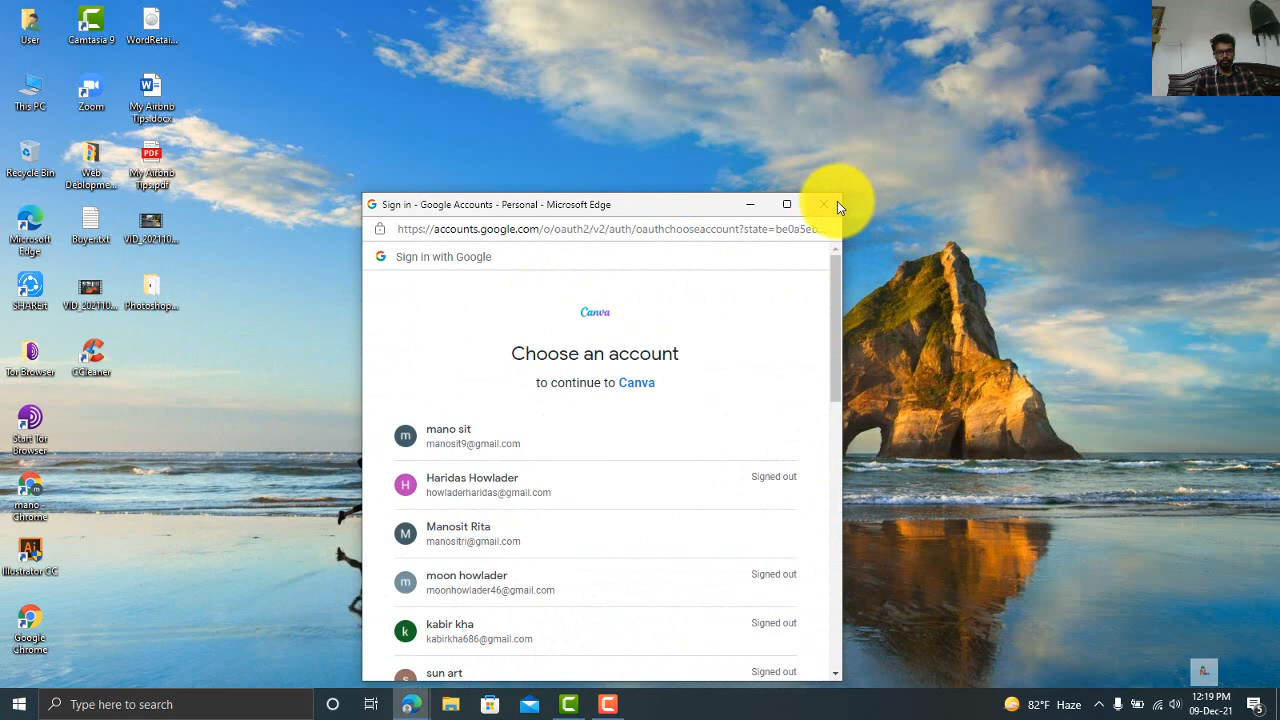 User
Camtasia 9
WordRetai...
This PC
Zoom
My Airbnb
Tips.docx
Recycle Bin
Web
Deblopme...
My Airbnb
Tips.pdf
Microsoft
Edge
Buyer.txt
VID_202110...
SHAREit
VID_202110...
Photoshop...
Tor Browser
CCleaner
Start Tor
Browser
mano -
Chrome
Illustrator CC
Google
Chrome
Sign in - Google Accounts - Personal - Microsoft Edge
https://accounts.google.com/o/oauth2/v2/auth/oauthchooseaccount?state=be0a5eb...
Sign in with Google
Canva
Choose an account
to continue to Canva
m
mano sit
manosit9@gmail.com
H
Haridas Howlader
howladerharidas@gmail.com
Signed out
M
Manosit Rita
manositri@gmail.com
m
moon howlader
moonhowlader46@gmail.com
Signed out
k
kabir kha
kabirkha686@gmail.com
Signed out
sun art
Signed out
Type here to search
82°F Haze
12:19 PM
09-Dec-21
5